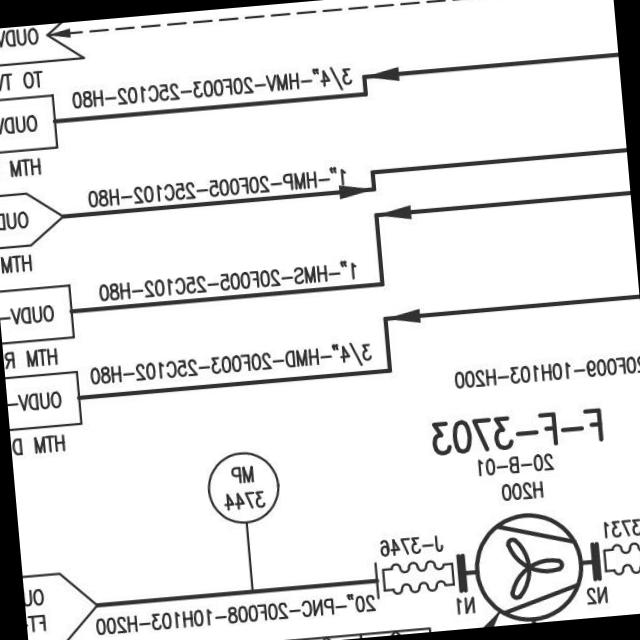 OUDV
TO TV
3/4"-HMV-20F003-25C102-H80
OUDV
HTM
1"-HMP-20F005-25C102-H80
OUD
HTM
1"-HMS-20F005-25C102-H80
OUDV-
HTM R
3/4"-HMD-20F003-25C102-H80
OUDV-
HTM D
20F009-10H103-H200
F-F-3703
20-B-01
H200
MP
3744
J-3746
3731
N1
N2
20"-PNC-20F008-10H103-H200
OU
FT